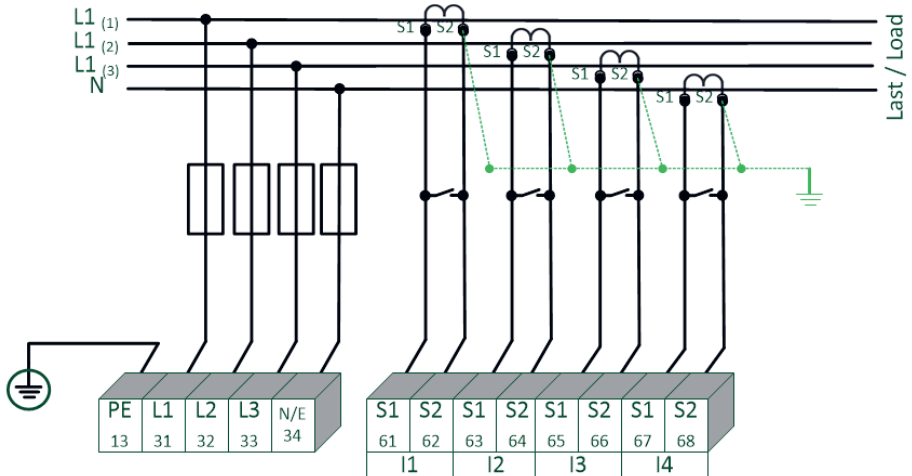 L1 (1)
L1 (2)
L1 (3)
N
S1 S2
S1 S2
S1 S2
S1 S2
Last / Load
PE L1 L2 L3 N/E
13 31 32 33 34
S1 S2 S1 S2 S1 S2 S1 S2
61 62 63 64 65 66 67 68
I1 I2 I3 I4